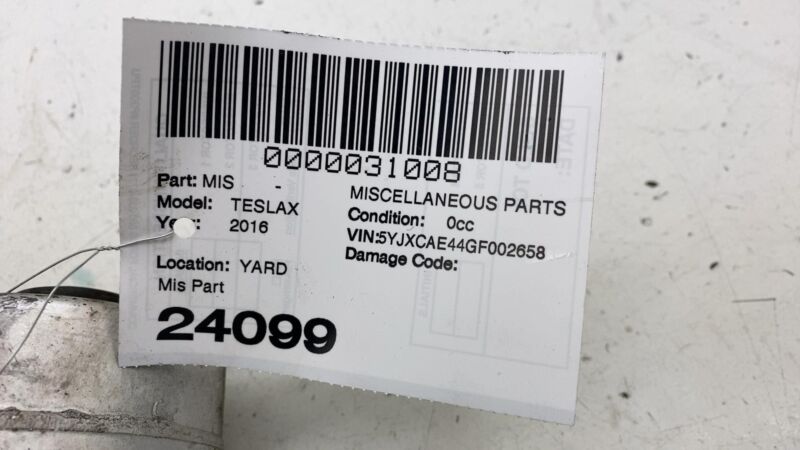 0000031008
Part: MIS -
MISCELLANEOUS PARTS
Model: TESLAX
Condition: 0cc
Year: 2016
VIN:5YJXCAE44GF002658
Damage Code:
Location: YARD
Mis Part
24099
DATE: